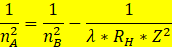 1/n_A^2 = 1/n_B^2 - 1/(λ * R_H * Z^2)